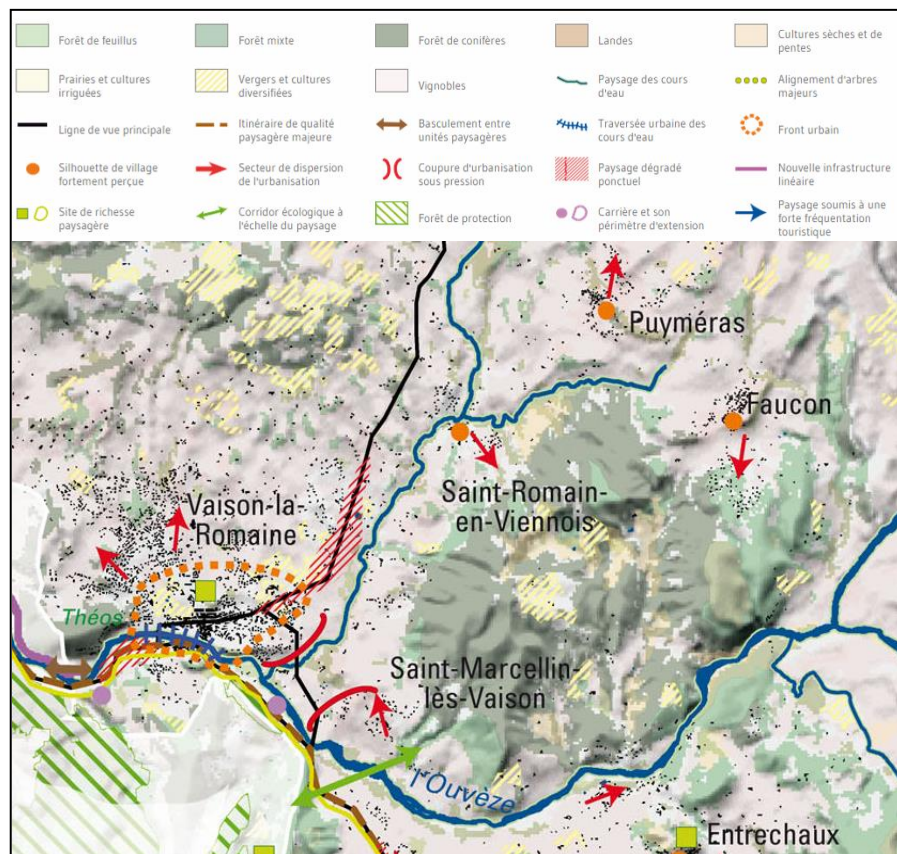 Forêt de feuillus
Forêt mixte
Forêt de conifères
Landes
Cultures sèches et de
pentes
Prairies et cultures
irriguées
Vergers et cultures
diversifiées
Vignobles
Paysage des cours
d'eau
Alignement d'arbres
majeurs
Ligne de vue principale
Itinéraire de qualité
paysagère majeure
Basculement entre
unités paysagères
Traversée urbaine des
cours d'eau
Front urbain
Silhouette de village
fortement perçue
Secteur de dispersion
de l'urbanisation
Coupure d'urbanisation
sous pression
Paysage dégradé
ponctuel
Nouvelle infrastructure
linéaire
Site de richesse
paysagère
Corridor écologique à
l'échelle du paysage
Forêt de protection
Carrière et son
périmètre d'extension
Paysage soumis à une
forte fréquentation
touristique
Puyméras
Faucon
Saint-Romain-
en-Viennois
Vaison-la-
Romaine
Théos
Saint-Marcellin-
lès-Vaison
l'Ouvèze
Entrechaux